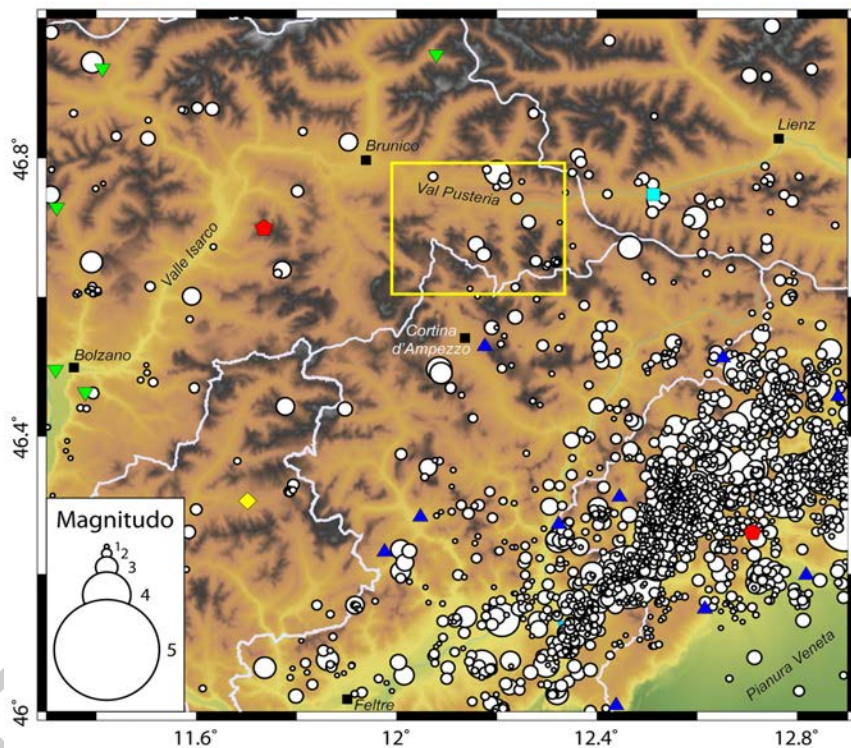 46.8°
46.4°
46°
Lienz
Brunico
Val Pusteria
Valle Isarco
Cortina
d'Ampezzo
Bolzano
Magnitudo
1
2
3
4
5
Feltre
Pianura Veneta
11.6°
12°
12.4°
12.8°